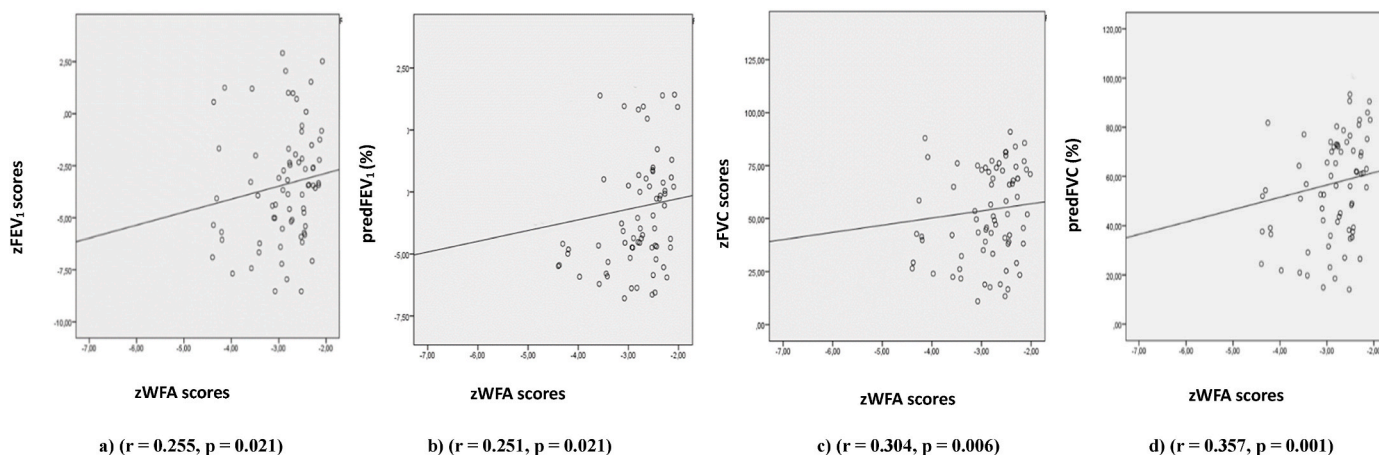 zFEV₁ scores
2,50
,00
-2,50
-5,00
-7,50
-10,00
-7,00 -6,00 -5,00 -4,00 -3,00 -2,00
zWFA scores
a) (r = 0.255, p = 0.021)
predFEV₁ (%)
2,50
-5,00
-7,50
-7,00 -6,00 -5,00 -4,00 -3,00 -2,00
zWFA scores
b) (r = 0.251, p = 0.021)
zFVC scores
125,00
100,00
75,00
50,00
25,00
,00
-7,00 -6,00 -5,00 -4,00 -3,00 -2,00
zWFA scores
c) (r = 0.304, p = 0.006)
predFVC (%)
120,00
100,00
80,00
60,00
40,00
20,00
,00
-7,00 -6,00 -5,00 -4,00 -3,00 -2,00
zWFA scores
d) (r = 0.357, p = 0.001)